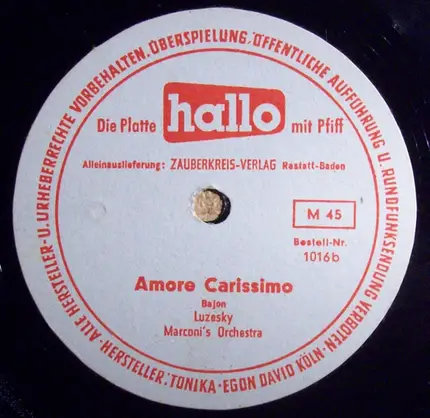 ALLE HERSTELLER- U. URHEBERRECHTE VORBEHALTEN. ÜBERSPIELUNG, ÖFFENTLICHE AUFFÜHRUNG U. RUNDFUNKSENDUNG VERBOTEN · HERSTELLER: TONIKA · EGON DAVID KÖLN ·
Die Platte hallo mit Pfiff
Alleinauslieferung: ZAUBERKREIS-VERLAG Rastatt-Baden
M 45
Bestell-Nr.
1016b
Amore Carissimo
Bajon
Luzesky
Marconi's Orchestra